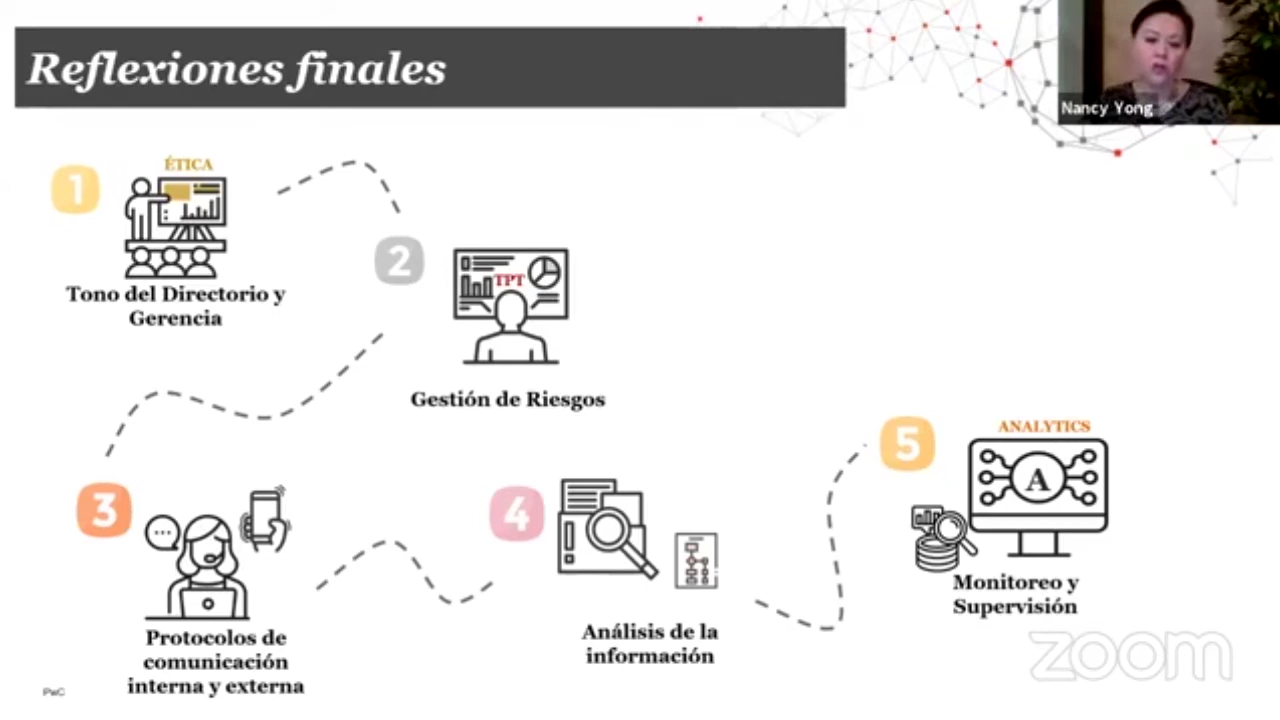 Reflexiones finales
Nancy Yong
1
ÉTICA
Tono del Directorio y
Gerencia
2
TPT
Gestión de Riesgos
3
Protocolos de
comunicación
interna y externa
4
Análisis de la
información
5
ANALYTICS
A
Monitoreo y
Supervisión
PwC
zoom